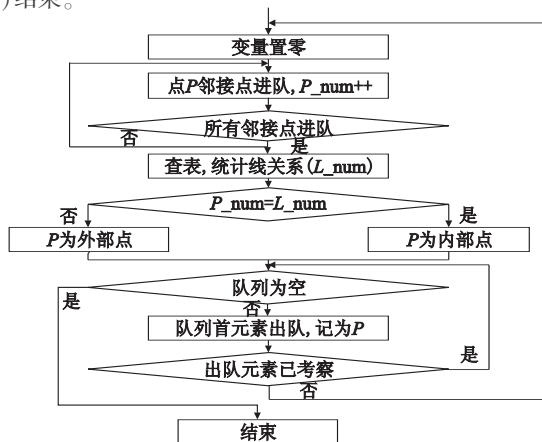 )结果。
变量置零
点P邻接点进队,P_num++
所有邻接点进队
否
是
查表,统计线关系(L_num)
P_num=L_num
否
是
P为外部点
P为内部点
队列为空
是
否
队列首元素出队,记为P
是
出队元素已考察
否
结束